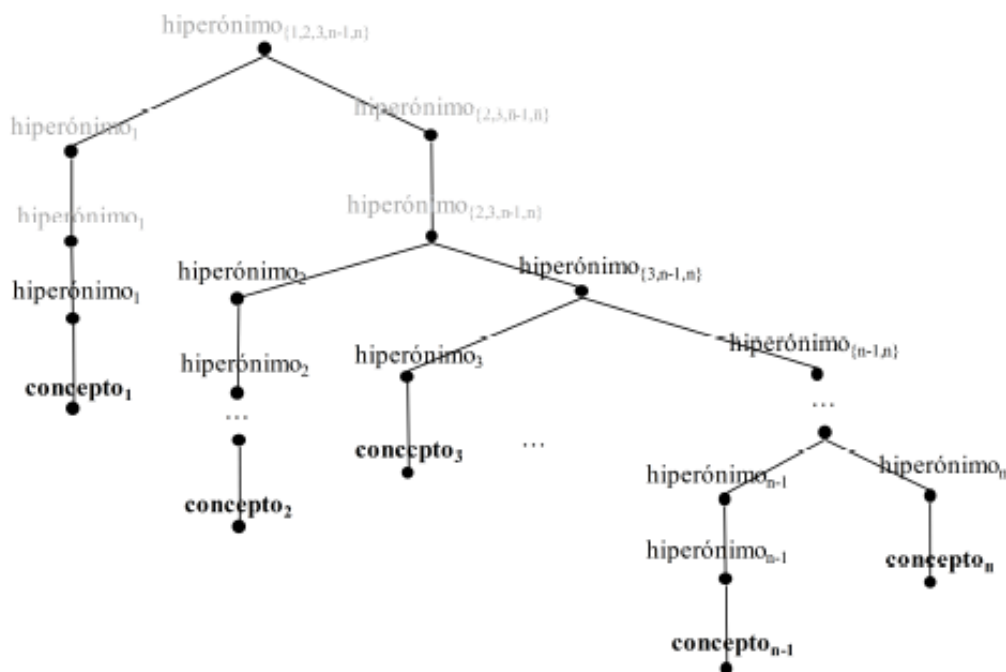 hiperónimo{1,2,3,n-1,n}
hiperónimo1
hiperónimo{2,3,n-1,n}
hiperónimo1
hiperónimo{2,3,n-1,n}
hiperónimo1
hiperónimo2
hiperónimo{3,n-1,n}
concepto1
hiperónimo2
hiperónimo3
hiperónimo{n-1,n}
...
...
concepto2
concepto3
...
hiperónimon-1
hiperónimon
hiperónimon-1
concepton
concepton-1